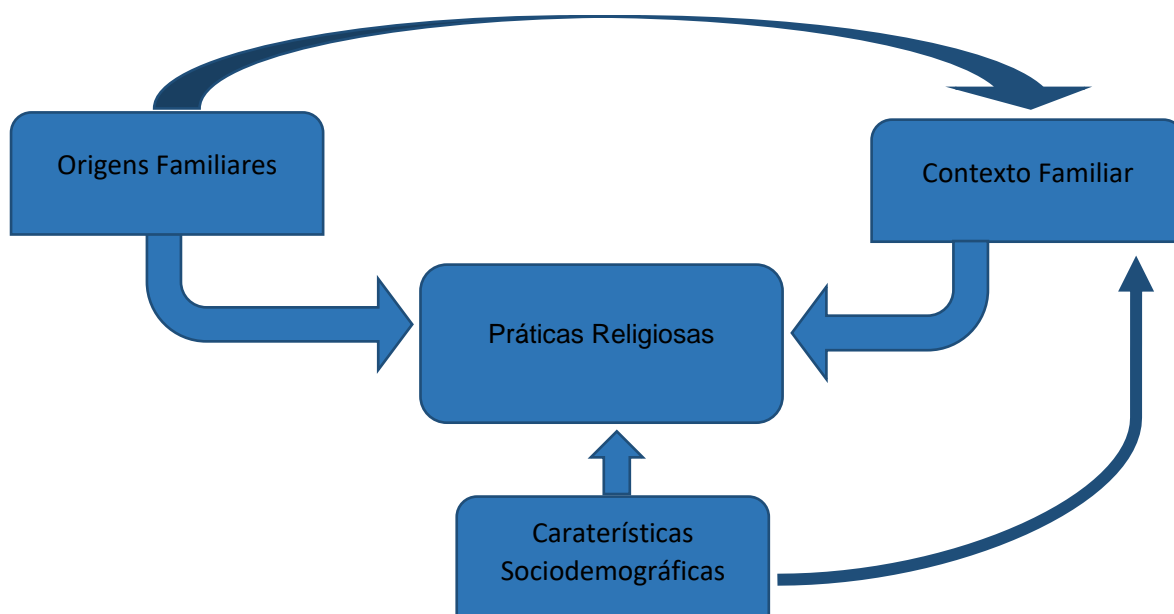 Origens Familiares
Contexto Familiar
Práticas Religiosas
Caraterísticas
Sociodemográficas